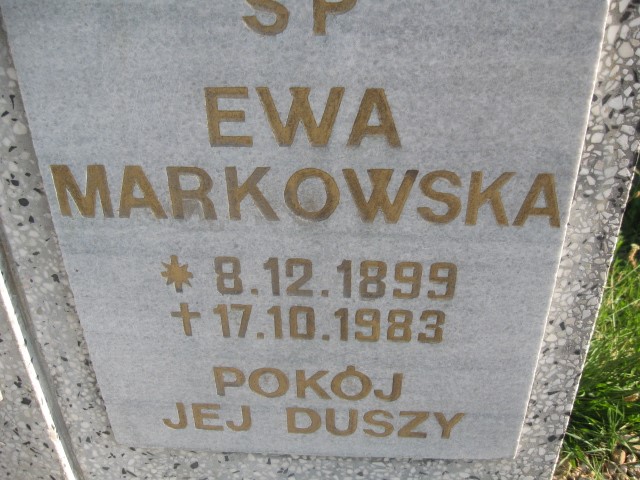 ŚP
EWA
MARKOWSKA
* 8.12.1899
† 17.10.1983
POKÓJ
JEJ DUSZY